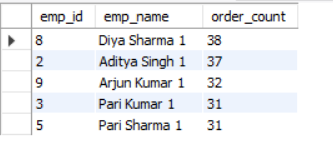 emp_id emp_name order_count
8 Diya Sharma 1 38
2 Aditya Singh 1 37
9 Arjun Kumar 1 32
3 Pari Kumar 1 31
5 Pari Sharma 1 31